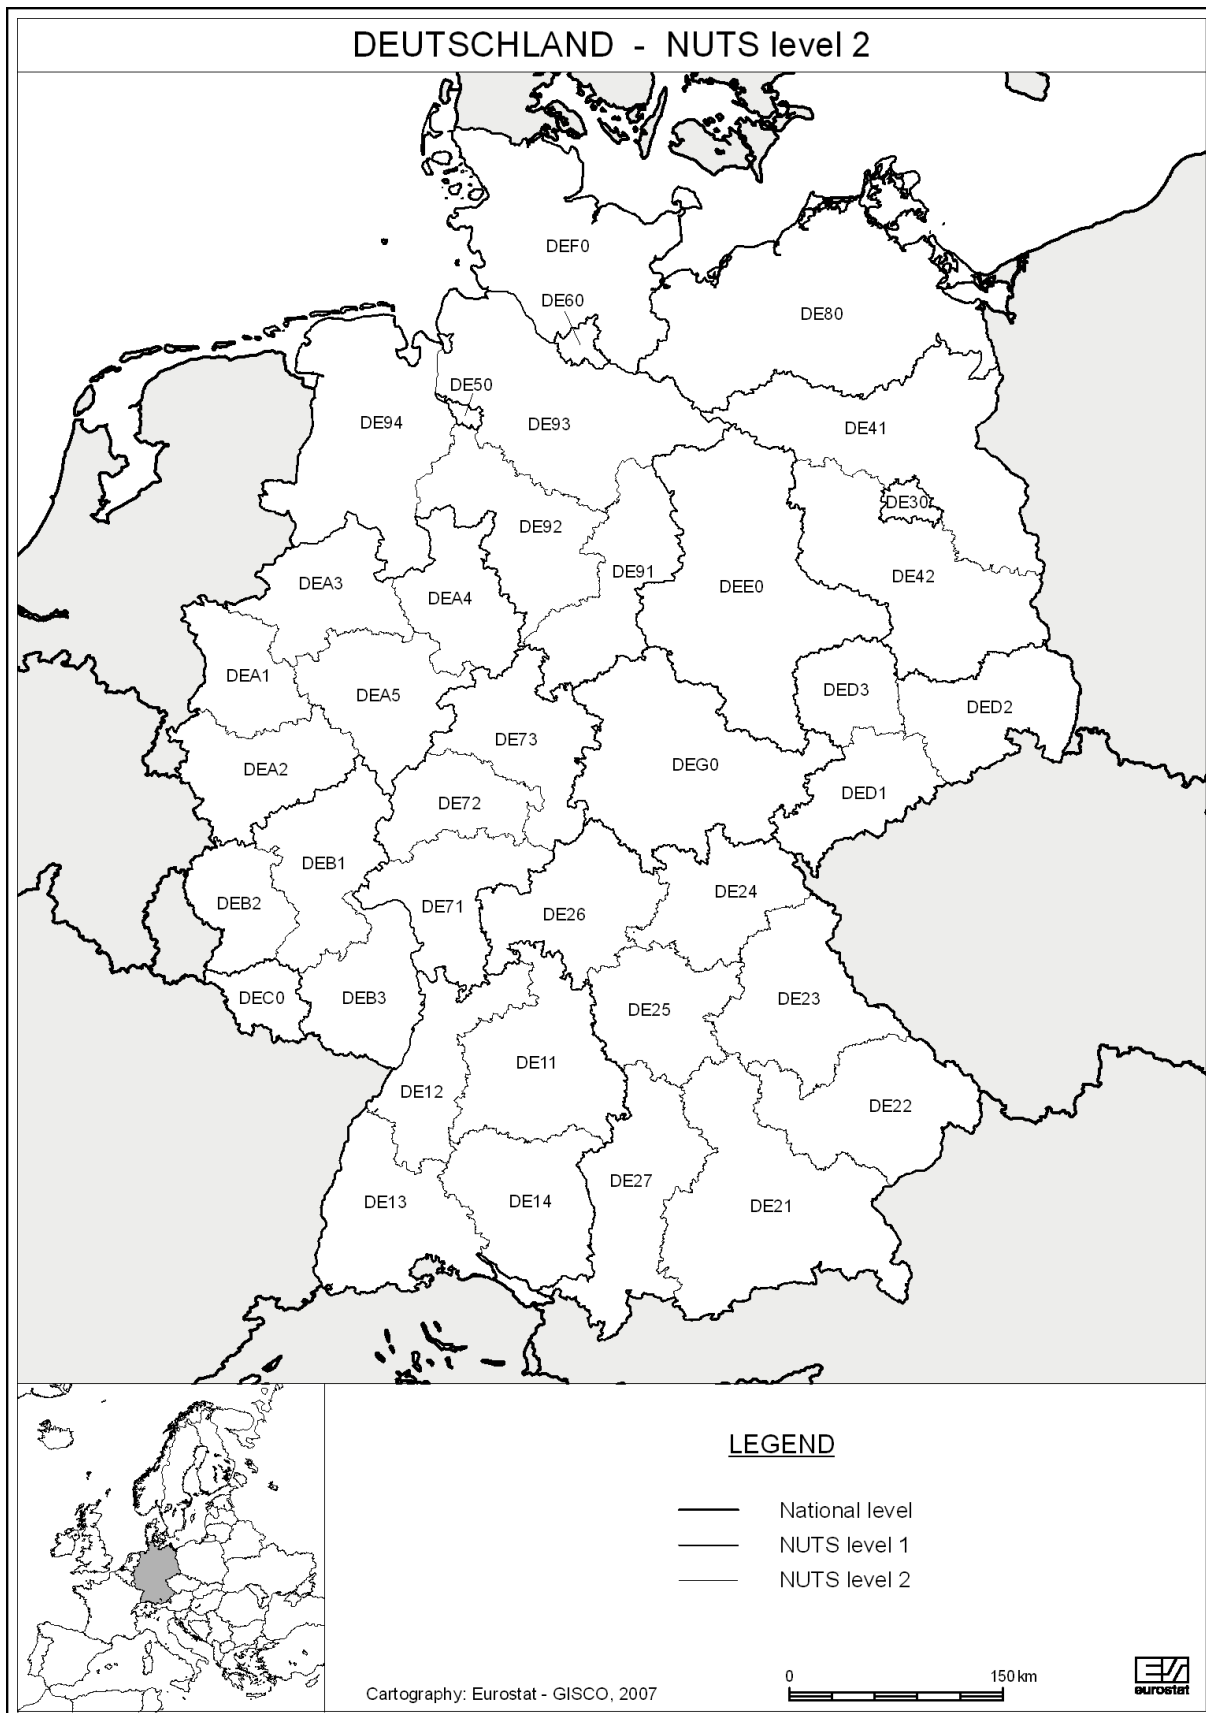 DEUTSCHLAND - NUTS level 2
DEF0
DE60
DE80
DE50
DE94
DE93
DE41
DE30
DE92
DE91
DE42
DEA3
DEA4
DEE0
DEA1
DEA5
DED3
DED2
DE73
DEA2
DEG0
DED1
DE72
DEB1
DEB2
DE71
DE26
DE24
DEC0
DEB3
DE25
DE23
DE11
DE12
DE22
DE27
DE13
DE14
DE21
LEGEND
National level
NUTS level 1
NUTS level 2
0 150 km
Cartography: Eurostat - GISCO, 2007
eurostat